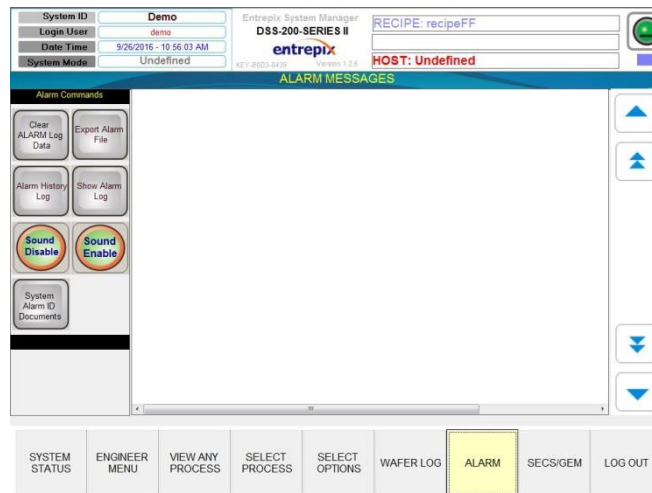 System ID
Demo
Login User
demo
Date Time
9/26/2016 - 10 56 03 AM
System Mode
Undefined
Entrepix System Manager
DSS-200-SERIES II
entrepix
Version 1.2.6
RECIPE: recipeFF
HOST: Undefined
ALARM MESSAGES
Alarm Commands
Clear
ALARM Log
Data
Export Alarm
File
Alarm History
Log
Show Alarm
Log
Sound
Disable
Sound
Enable
System
Alarm ID
Documents
SYSTEM
STATUS
ENGINEER
MENU
VIEW ANY
PROCESS
SELECT
PROCESS
SELECT
OPTIONS
WAFER LOG
ALARM
SECS/GEM
LOG OUT